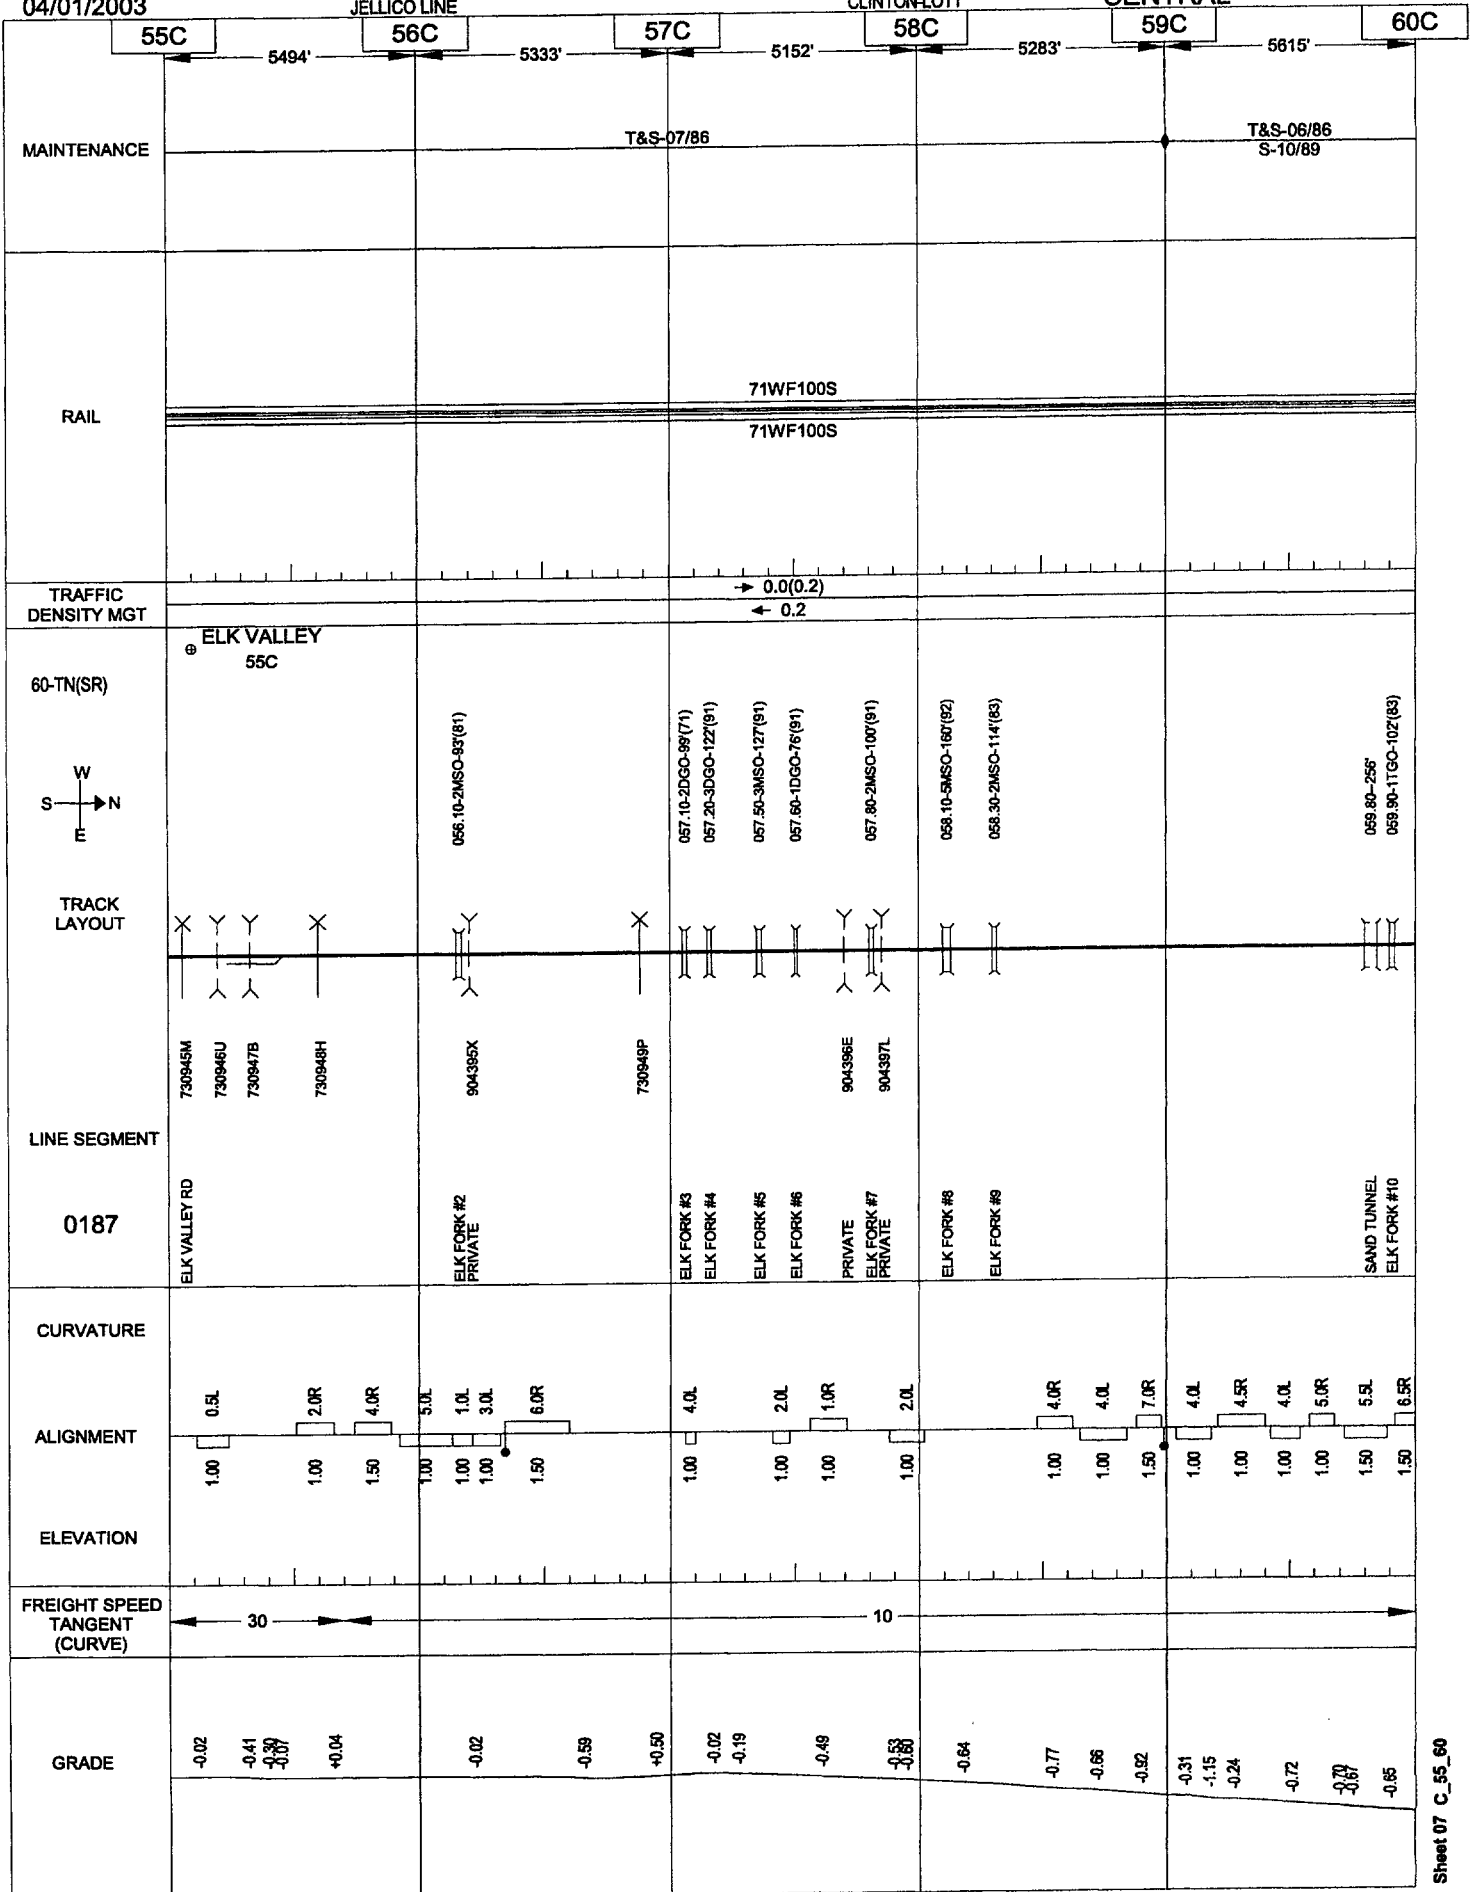 04/01/2003 JELLICO LINE CLINTON-LOTT CENTRAL
55C 56C 57C 58C 59C 60C
5494' 5333' 5152' 5283' 5615'
MAINTENANCE
T&S-07/86
T&S-06/86
S-10/89
RAIL
71WF100S
71WF100S
TRAFFIC
DENSITY MGT
→ 0.0(0.2)
← 0.2
ELK VALLEY
55C
60-TN(SR)
W
S N
E
056.10-2MSO-93'(81)
057.10-2DGO-99'(71)
057.20-3DGO-122'(91)
057.50-3MSO-127'(91)
057.60-1DGO-76'(91)
057.80-2MSO-100'(91)
058.10-5MSO-160'(92)
058.30-2MSO-114'(83)
059.80--256'
059.90-1TGO-102'(83)
TRACK
LAYOUT
730945M
730946U
730947B
730948H
904395X
730949P
904396E
904397L
LINE SEGMENT
0187
ELK VALLEY RD
ELK FORK #2
PRIVATE
ELK FORK #3
ELK FORK #4
ELK FORK #5
ELK FORK #6
PRIVATE
ELK FORK #7
PRIVATE
ELK FORK #8
ELK FORK #9
SAND TUNNEL
ELK FORK #10
CURVATURE
0.5L 2.0R 4.0R 5.0L 1.0L 3.0L 6.0R 4.0L 2.0L 1.0R 2.0L 4.0R 4.0L 7.0R 4.0L 4.5R 4.0L 5.0R 5.5L 6.5R
ALIGNMENT
1.00 1.00 1.50 1.00 1.00 1.00 1.50 1.00 1.00 1.00 1.00 1.00 1.00 1.50 1.00 1.00 1.00 1.00 1.50 1.50
ELEVATION
FREIGHT SPEED
TANGENT
(CURVE)
30 10
GRADE
-0.02 -0.41 -0.30 -0.07 +0.04 -0.02 -0.59 +0.50 -0.02 -0.19 -0.49 -0.53 -0.60 -0.64 -0.77 -0.66 -0.92 -0.31 -1.15 -0.24 -0.72 -0.70 -0.67 -0.65
Sheet 07 C_55_60